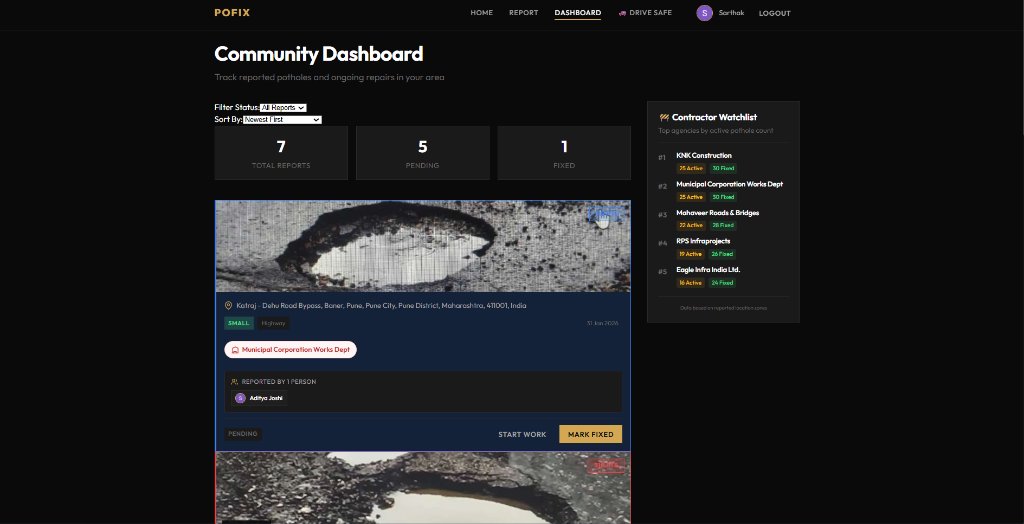 POFIX
HOME REPORT DASHBOARD DRIVE SAFE S Sarthak LOGOUT
Community Dashboard
Track reported potholes and ongoing repairs in your area
Filter Status: All Reports
Sort By: Newest First
7
TOTAL REPORTS
5
PENDING
1
FIXED
Katraj - Dehu Road Bypass, Baner, Pune, Pune City, Pune District, Maharashtra, 411001, India
SMALL Highway 31 Jan 2026
Municipal Corporation Works Dept
REPORTED BY 1 PERSON
S Aditya Joshi
PENDING START WORK MARK FIXED
Contractor Watchlist
Top agencies by active pothole count
#1 KNK Construction
25 Active 30 Fixed
#2 Municipal Corporation Works Dept
25 Active 30 Fixed
#3 Mahaveer Roads & Bridges
22 Active 28 Fixed
#4 RPS Infraprojects
19 Active 26 Fixed
#5 Eagle Infra India Ltd.
16 Active 24 Fixed
Data based on reported location zones